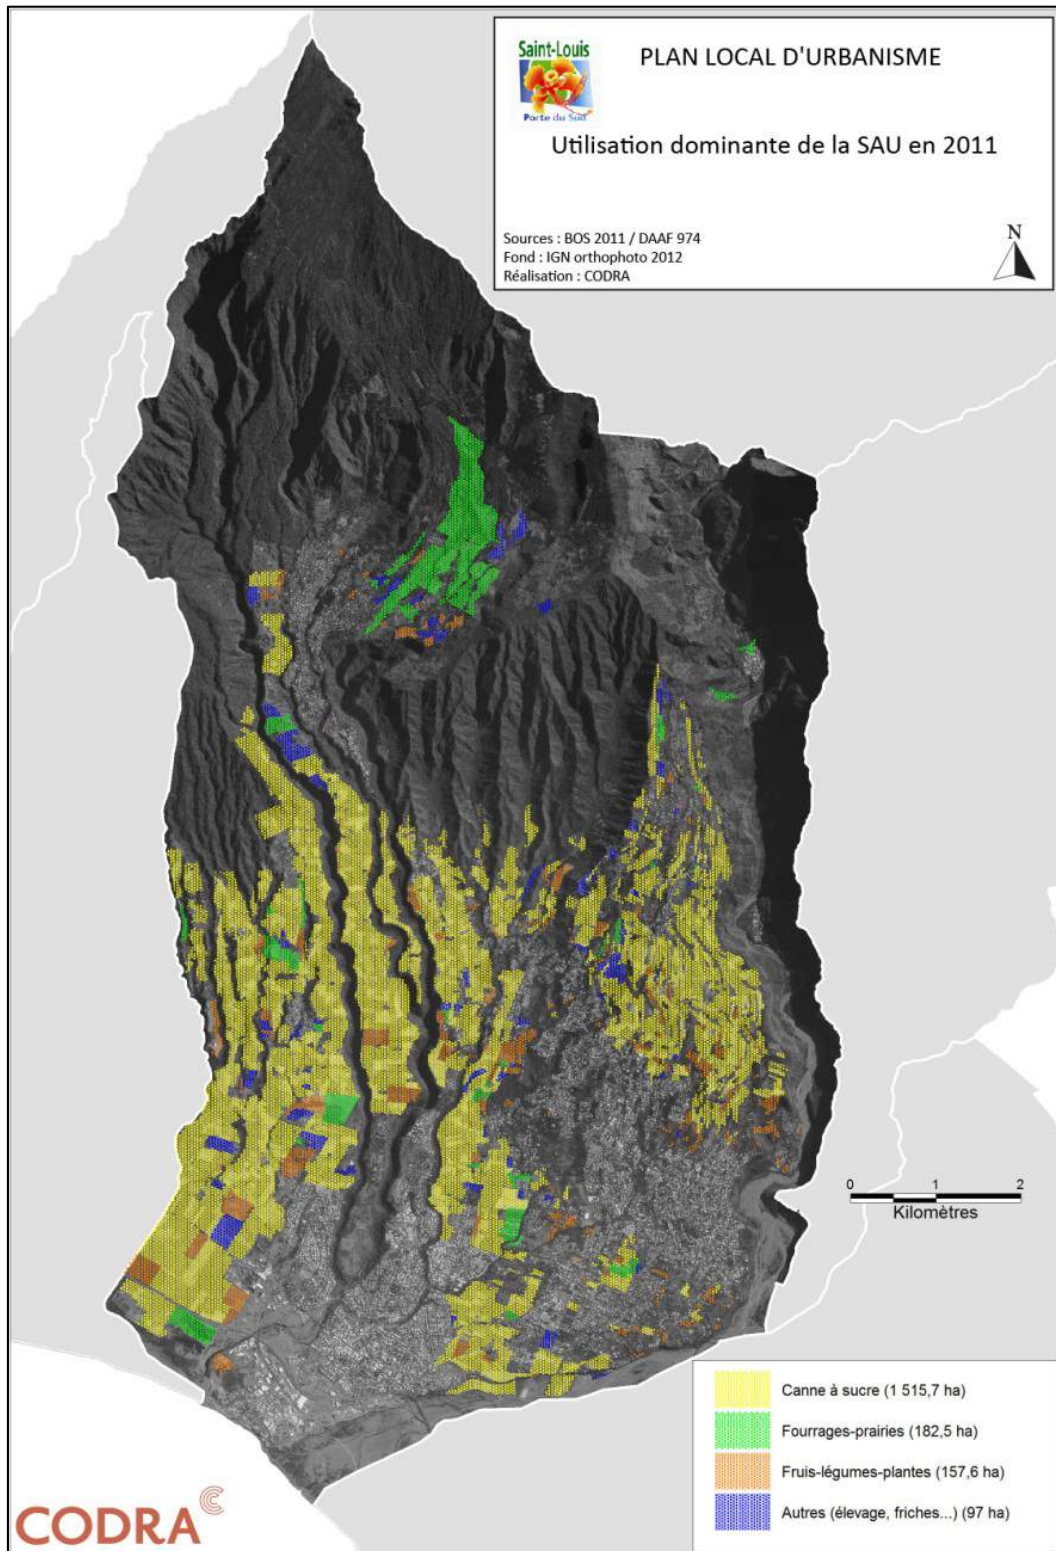 Saint-Louis
Porte du Sud
PLAN LOCAL D'URBANISME
Utilisation dominante de la SAU en 2011
Sources : BOS 2011 / DAAF 974
Fond : IGN orthophoto 2012
Réalisation : CODRA
N
0 1 2
Kilomètres
Canne à sucre (1 515,7 ha)
Fourrages-prairies (182,5 ha)
Fruis-légumes-plantes (157,6 ha)
Autres (élevage, friches...) (97 ha)
CODRA